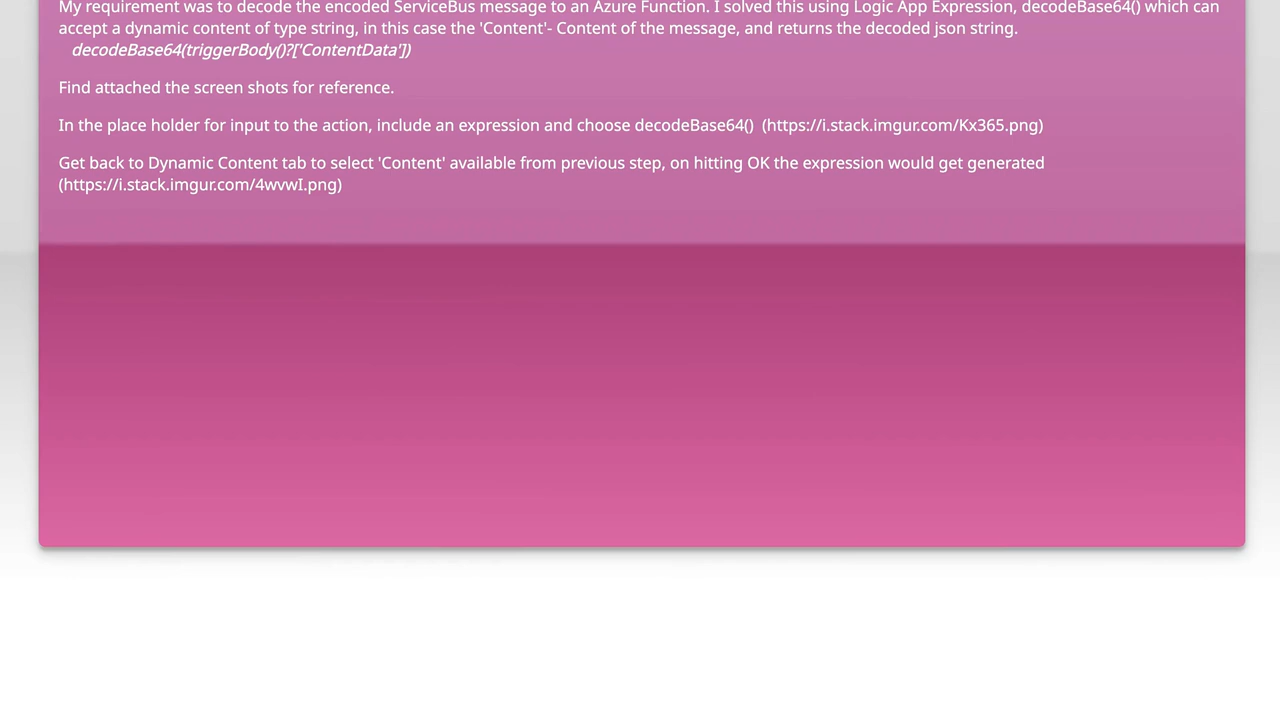 My requirement was to decode the encoded ServiceBus message to an Azure Function. I solved this using Logic App Expression, decodeBase64() which can
accept a dynamic content of type string, in this case the 'Content'- Content of the message, and returns the decoded json string.
decodeBase64(triggerBody()?['ContentData'])
Find attached the screen shots for reference.
In the place holder for input to the action, include an expression and choose decodeBase64()  (https://i.stack.imgur.com/Kx365.png)
Get back to Dynamic Content tab to select 'Content' available from previous step, on hitting OK the expression would get generated
(https://i.stack.imgur.com/4wvwI.png)